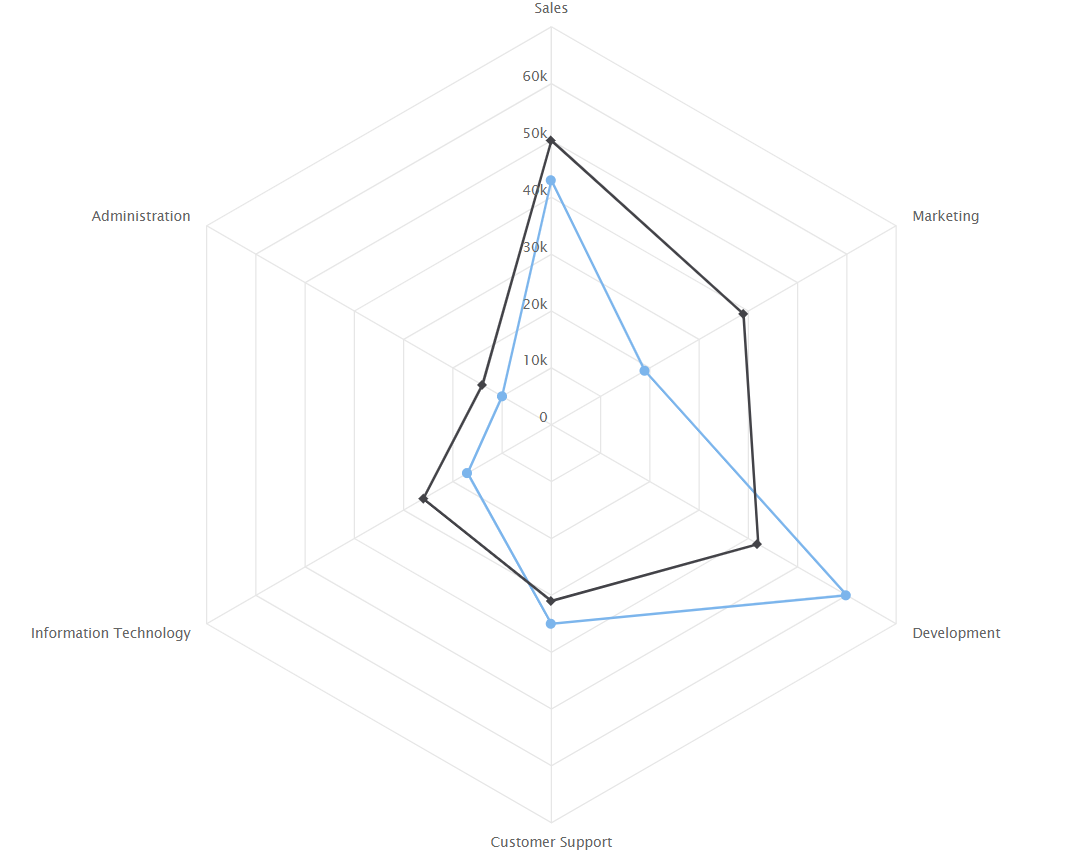 Sales
60k
50k
40k
30k
20k
10k
0
Administration
Marketing
Information Technology
Development
Customer Support